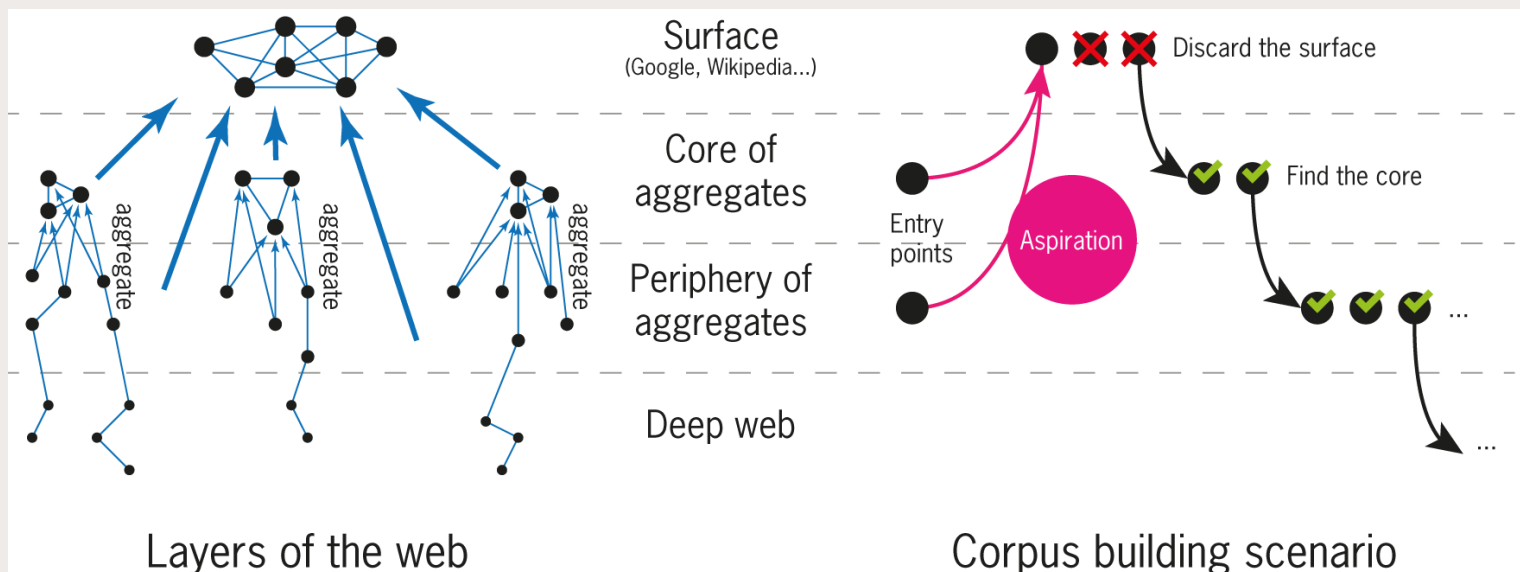 Surface
(Google, Wikipedia...)
Core of
aggregates
Periphery of
aggregates
Deep web
aggregate
aggregate
aggregate
Layers of the web
Discard the surface
Find the core
Entry
points
Aspiration
...
...
Corpus building scenario